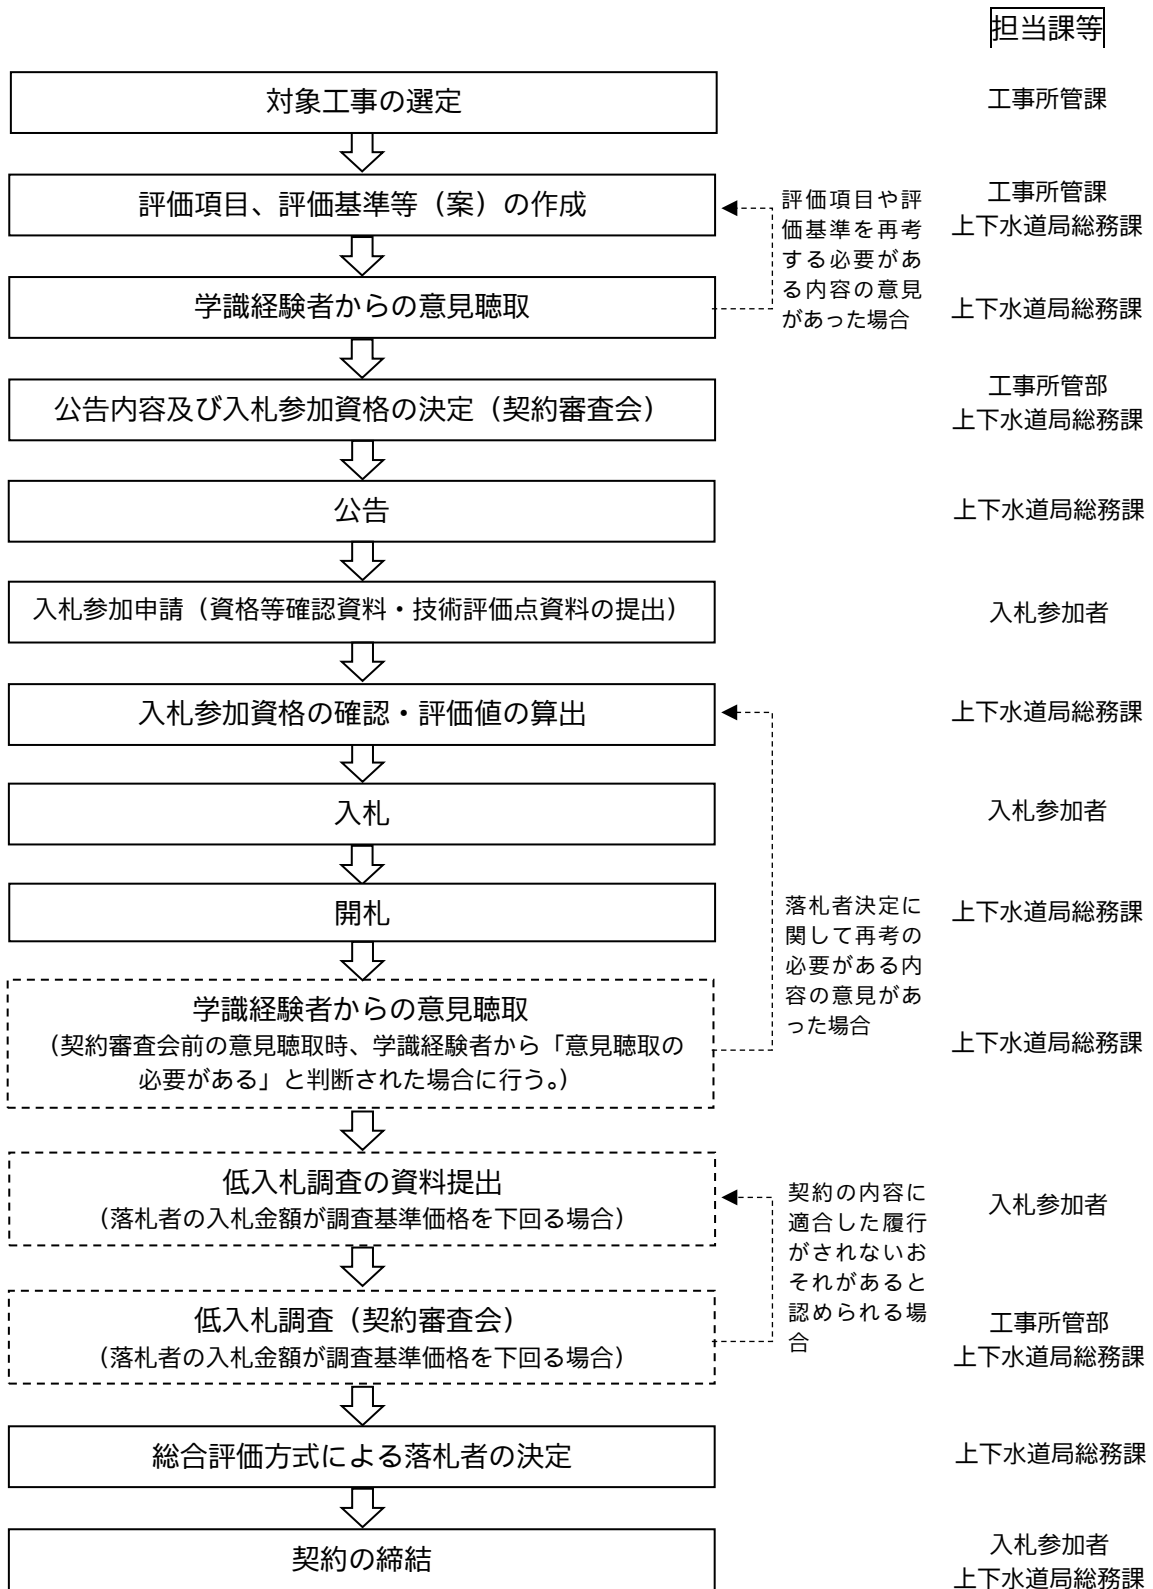 担当課等
対象工事の選定
工事所管課
評価項目、評価基準等（案）の作成
工事所管課
上下水道局総務課
評価項目や評
価基準を再考
する必要があ
る内容の意見
があった場合
学識経験者からの意見聴取
上下水道局総務課
公告内容及び入札参加資格の決定（契約審査会）
工事所管部
上下水道局総務課
公告
上下水道局総務課
入札参加申請（資格等確認資料・技術評価点資料の提出）
入札参加者
入札参加資格の確認・評価値の算出
上下水道局総務課
入札
入札参加者
開札
上下水道局総務課
落札者決定に
関して再考の
必要がある内
容の意見があ
った場合
学識経験者からの意見聴取
（契約審査会前の意見聴取時、学識経験者から「意見聴取の
必要がある」と判断された場合に行う。）
上下水道局総務課
低入札調査の資料提出
（落札者の入札金額が調査基準価格を下回る場合）
入札参加者
契約の内容に
適合した履行
がされないお
それがあると
認められる場
合
低入札調査（契約審査会）
（落札者の入札金額が調査基準価格を下回る場合）
工事所管部
上下水道局総務課
総合評価方式による落札者の決定
上下水道局総務課
契約の締結
入札参加者
上下水道局総務課